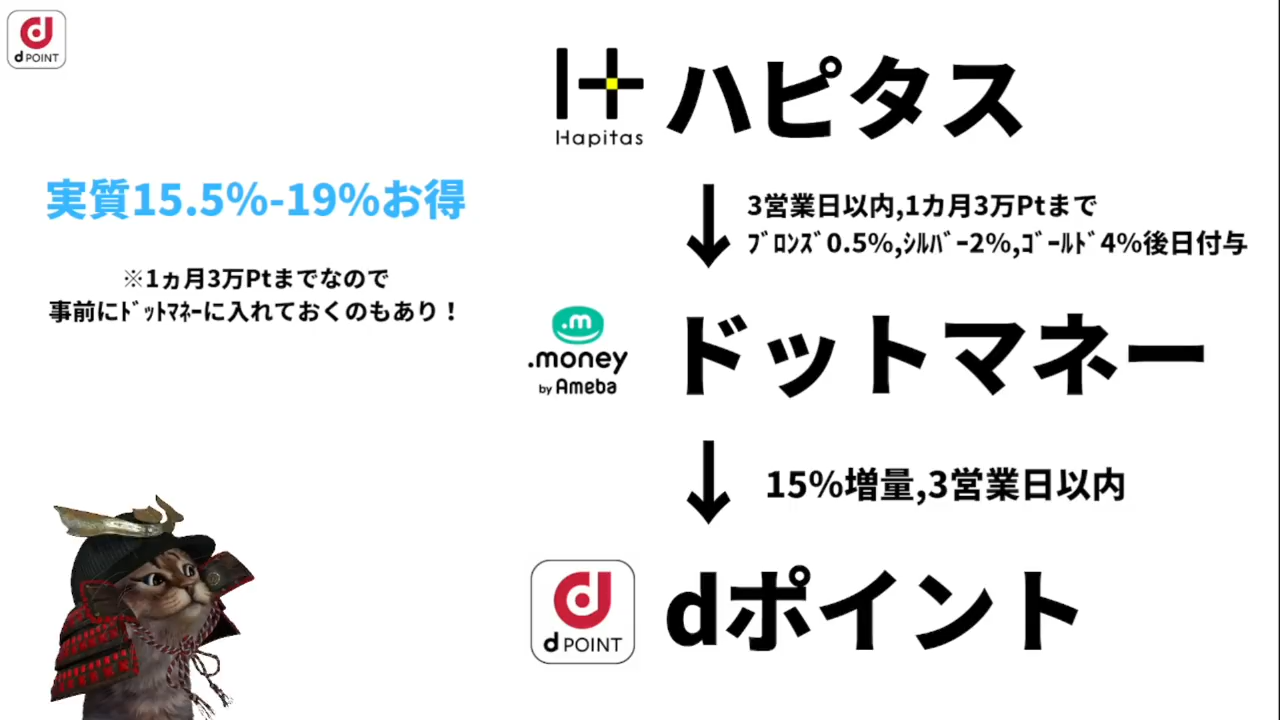 d POINT
Hapitas
ハピタス
実質15.5%-19%お得
3営業日以内,1カ月3万Ptまで
ﾌﾞﾛﾝｽﾞ0.5%,ｼﾙﾊﾞｰ2%,ｺﾞｰﾙﾄﾞ4%後日付与
※1ヵ月3万Ptまでなので
事前にﾄﾞｯﾄﾏﾈｰに入れておくのもあり！
.m
.money
by Ameba
ドットマネー
15%増量,3営業日以内
d POINT
dポイント